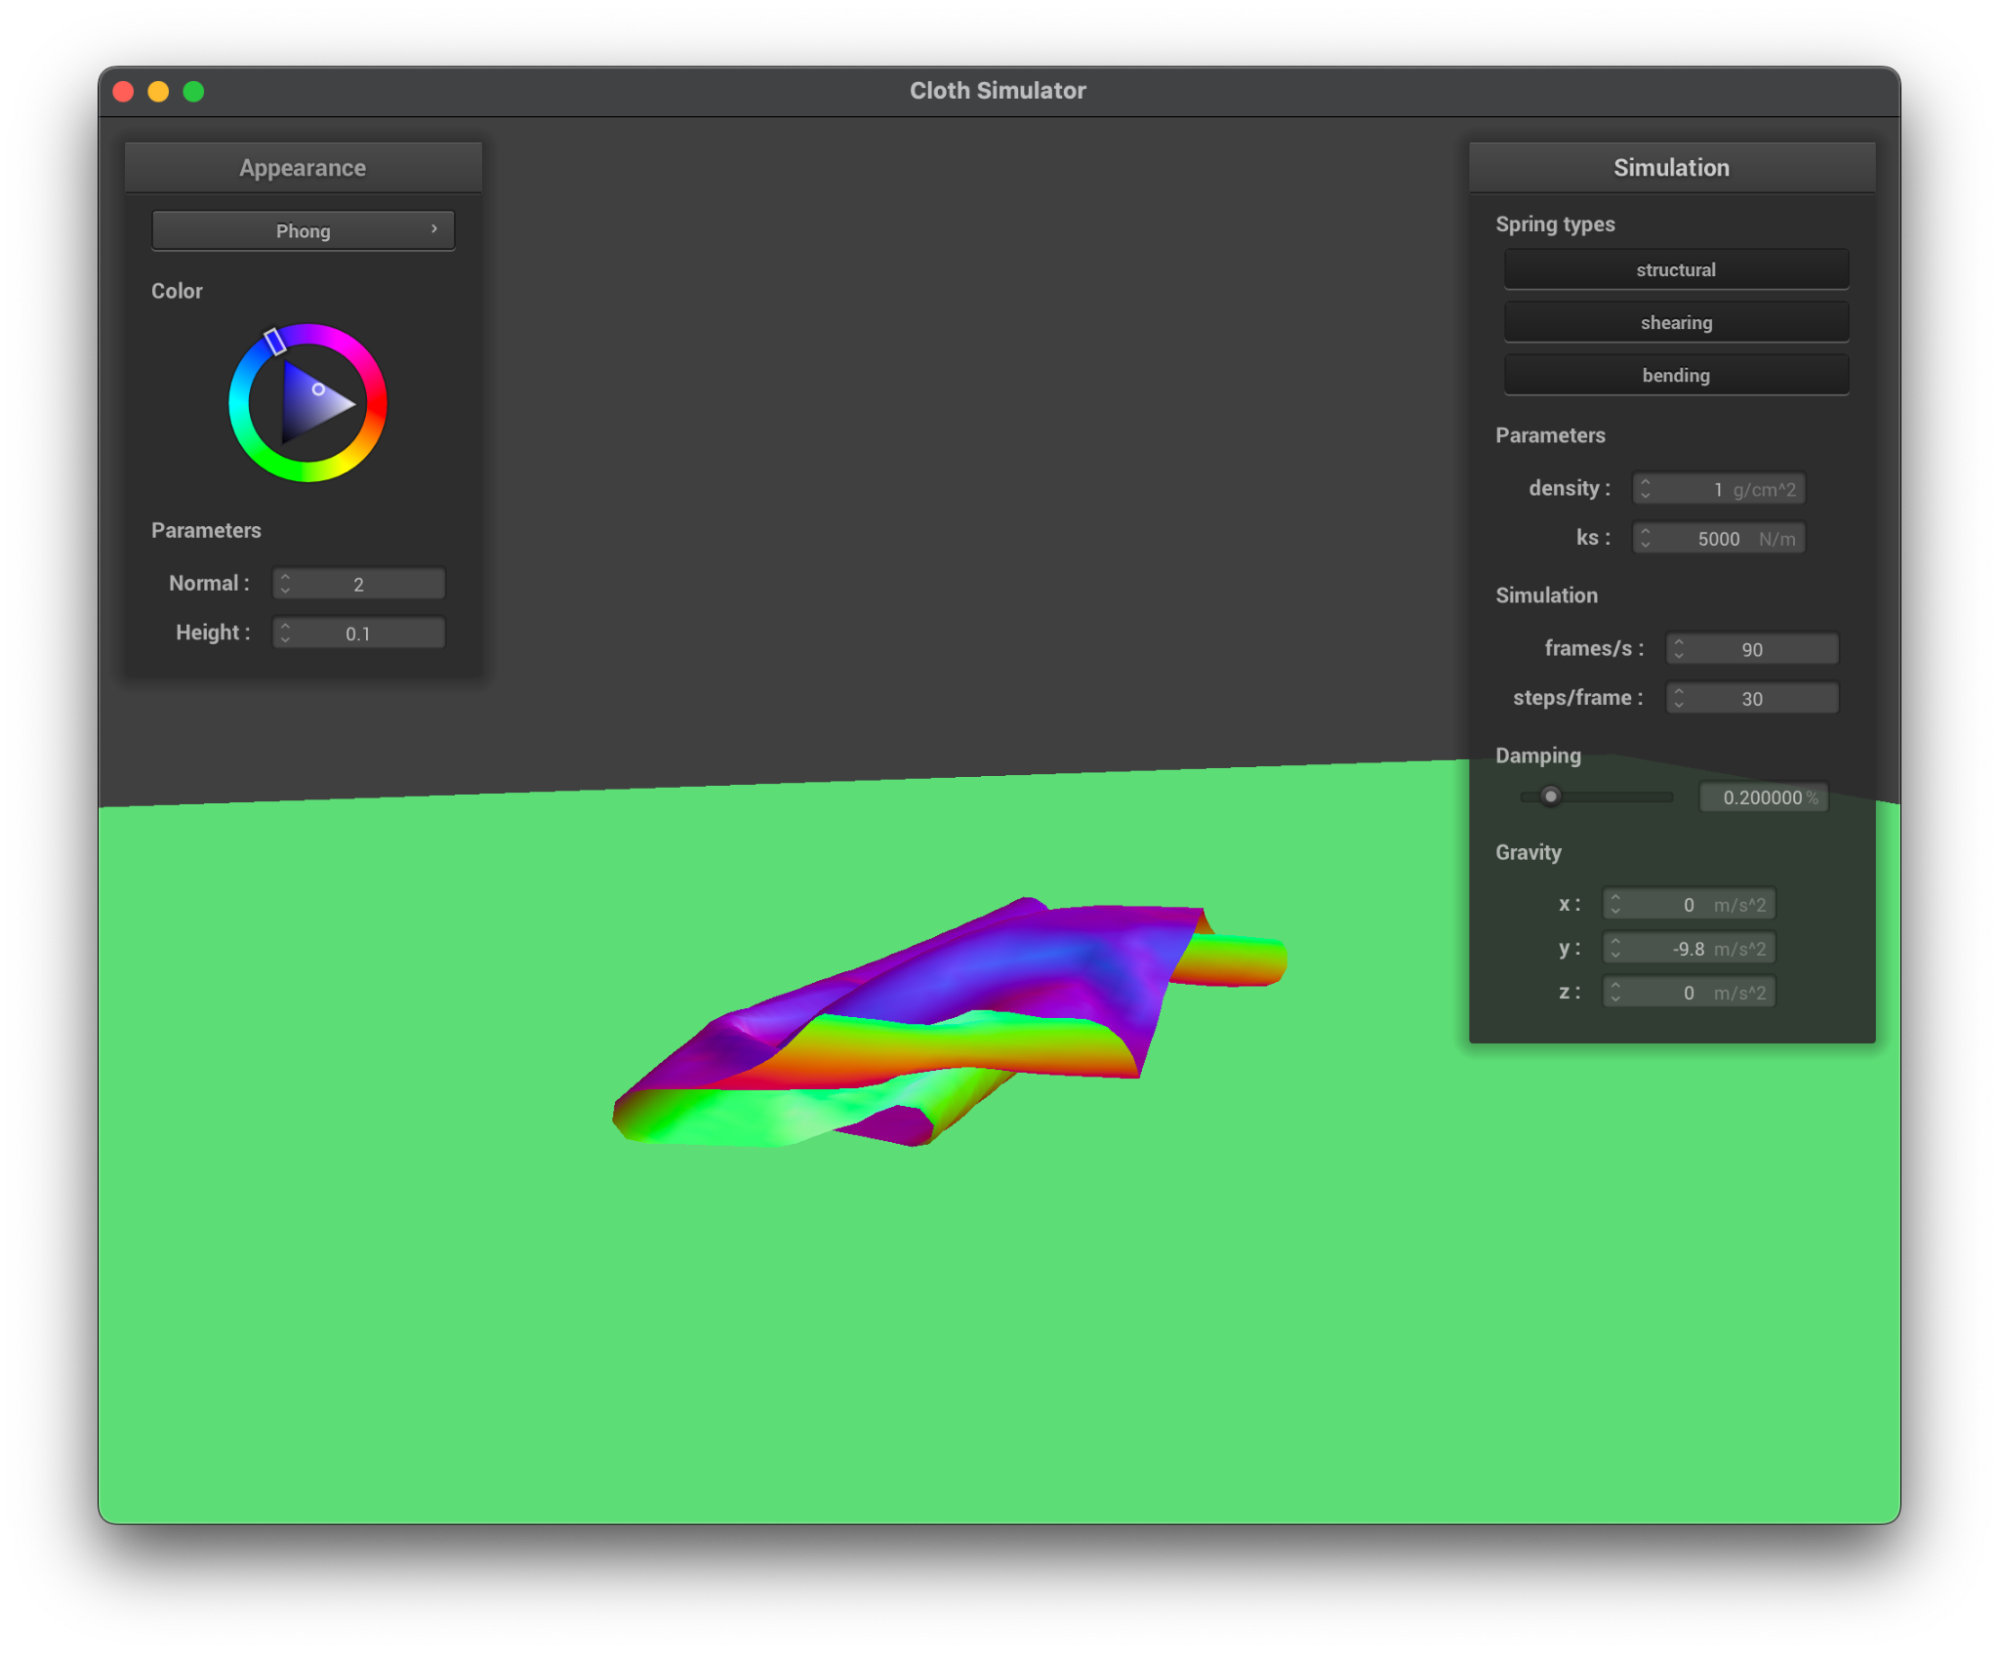 Cloth Simulator
Appearance
Phong
Color
Parameters
Normal : 2
Height : 0.1
Simulation
Spring types
structural
shearing
bending
Parameters
density : 1 g/cm^2
ks : 5000 N/m
Simulation
frames/s : 90
steps/frame : 30
Damping
0.200000 %
Gravity
x : 0 m/s^2
y : -9.8 m/s^2
z : 0 m/s^2